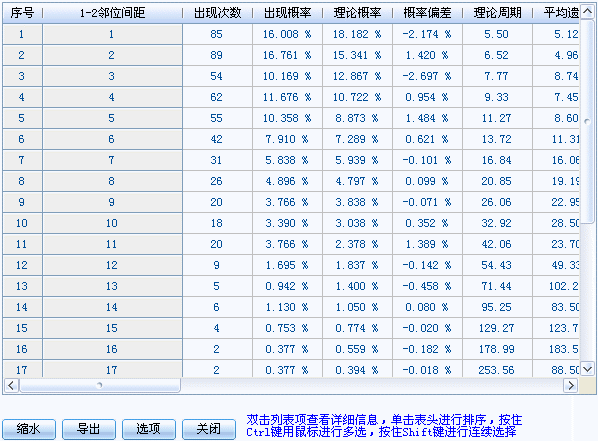 序号 1-2邻位间距 出现次数 出现概率 理论概率 概率偏差 理论周期 平均遗
1 1 85 16.008 % 18.182 % -2.174 % 5.50 5.12
2 2 89 16.761 % 15.341 % 1.420 % 6.52 4.96
3 3 54 10.169 % 12.867 % -2.697 % 7.77 8.74
4 4 62 11.676 % 10.722 % 0.954 % 9.33 7.45
5 5 55 10.358 % 8.873 % 1.484 % 11.27 8.60
6 6 42 7.910 % 7.289 % 0.621 % 13.72 11.31
7 7 31 5.838 % 5.939 % -0.101 % 16.84 16.06
8 8 26 4.896 % 4.797 % 0.099 % 20.85 19.19
9 9 20 3.766 % 3.838 % -0.071 % 26.06 22.95
10 10 18 3.390 % 3.038 % 0.352 % 32.92 28.50
11 11 20 3.766 % 2.378 % 1.389 % 42.06 23.70
12 12 9 1.695 % 1.837 % -0.142 % 54.43 49.33
13 13 5 0.942 % 1.400 % -0.458 % 71.44 102.2
14 14 6 1.130 % 1.050 % 0.080 % 95.25 83.50
15 15 4 0.753 % 0.774 % -0.020 % 129.27 123.7
16 16 2 0.377 % 0.559 % -0.182 % 178.99 183.5
17 17 2 0.377 % 0.394 % -0.018 % 253.56 88.50
缩水 导出 选项 关闭
双击列表项查看详细信息，单击表头进行排序，按住
Ctrl键用鼠标进行多选，按住Shift键进行连续选择